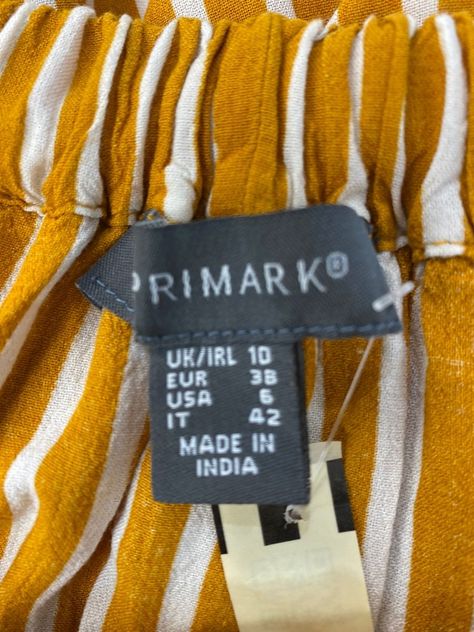 PRIMARK®
UK/IRL 10
EUR 38
USA 6
IT 42
MADE IN
INDIA